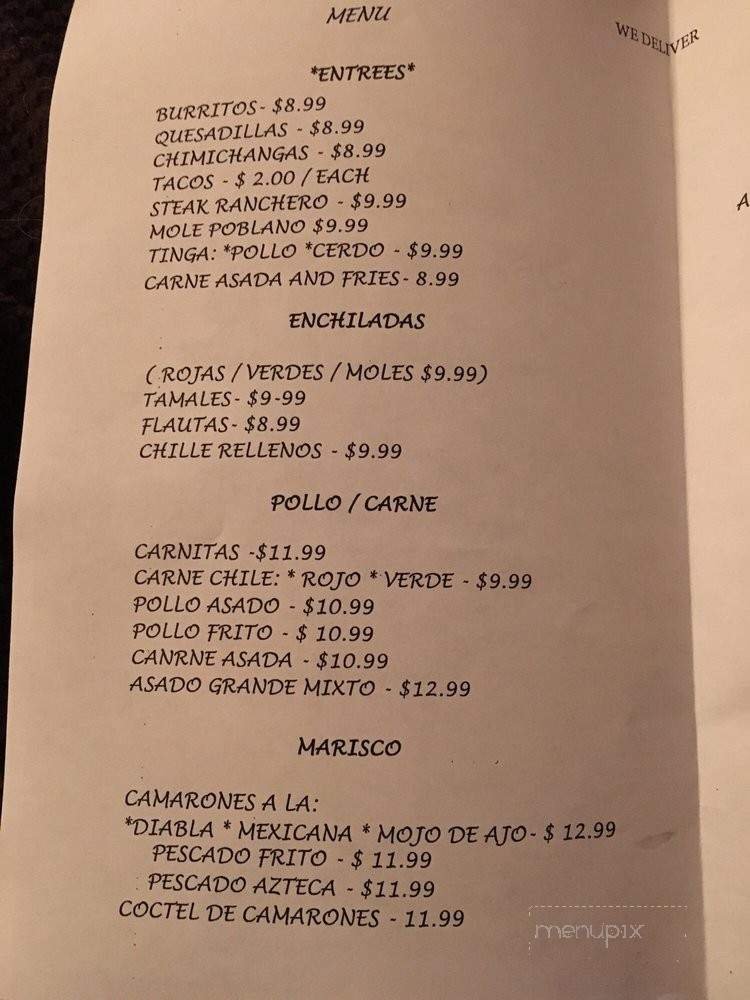 MENU
WE DELIVER
*ENTREES*
BURRITOS- $8.99
QUESADILLAS - $8.99
CHIMICHANGAS - $8.99
TACOS - $ 2.00 / EACH
STEAK RANCHERO - $9.99
MOLE POBLANO $9.99
TINGA: *POLLO *CERDO - $9.99
CARNE ASADA AND FRIES- 8.99
ENCHILADAS
( ROJAS / VERDES / MOLES $9.99)
TAMALES- $9-99
FLAUTAS- $8.99
CHILLE RELLENOS - $9.99
POLLO / CARNE
CARNITAS -$11.99
CARNE CHILE: * ROJO * VERDE - $9.99
POLLO ASADO - $10.99
POLLO FRITO - $ 10.99
CANRNE ASADA - $10.99
ASADO GRANDE MIXTO - $12.99
MARISCO
CAMARONES A LA:
*DIABLA * MEXICANA * MOJO DE AJO- $ 12.99
PESCADO FRITO - $ 11.99
PESCADO AZTECA - $11.99
COCTEL DE CAMARONES - 11.99
menupix